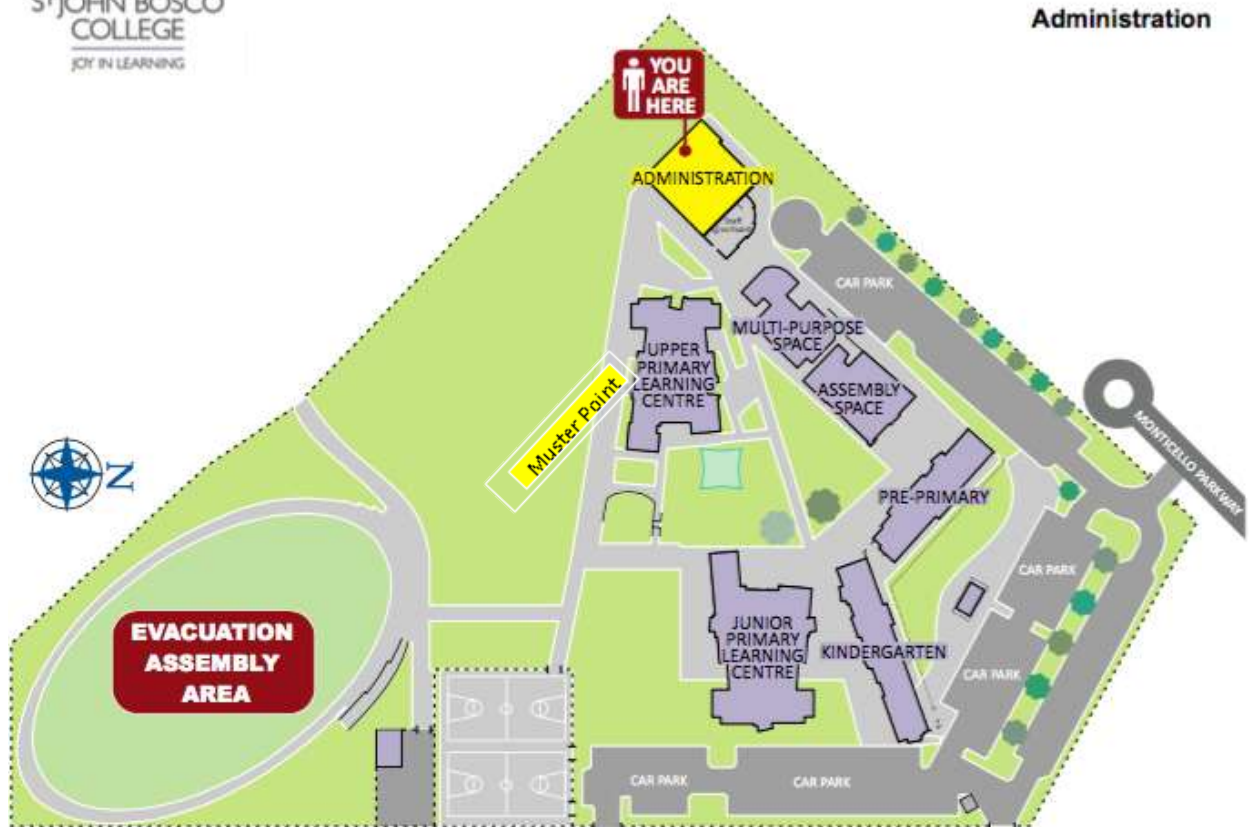 ST JOHN BOSCO
COLLEGE
JOY IN LEARNING
Administration
YOU
ARE
HERE
ADMINISTRATION
CAR PARK
MULTI-PURPOSE
SPACE
UPPER
PRIMARY
LEARNING
CENTRE
ASSEMBLY
SPACE
Muster Point
MONTICELLO PARKWAY
N
PRE-PRIMARY
CAR PARK
EVACUATION
ASSEMBLY
AREA
JUNIOR
PRIMARY
LEARNING
CENTRE
KINDERGARTEN
CAR PARK
CAR PARK
CAR PARK